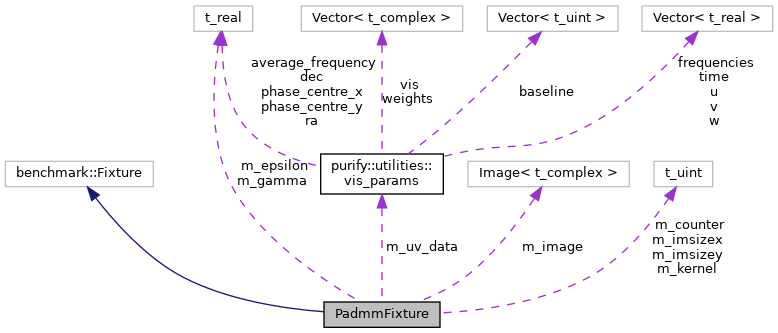 t_real
Vector< t_complex >
Vector< t_uint >
Vector< t_real >
average_frequency
dec
phase_centre_x
phase_centre_y
ra
vis
weights
baseline
frequencies
time
u
v
w
benchmark::Fixture
m_epsilon
m_gamma
purify::utilities::
vis_params
Image< t_complex >
t_uint
m_uv_data
m_image
m_counter
m_imsizex
m_imsizey
m_kernel
PadmmFixture